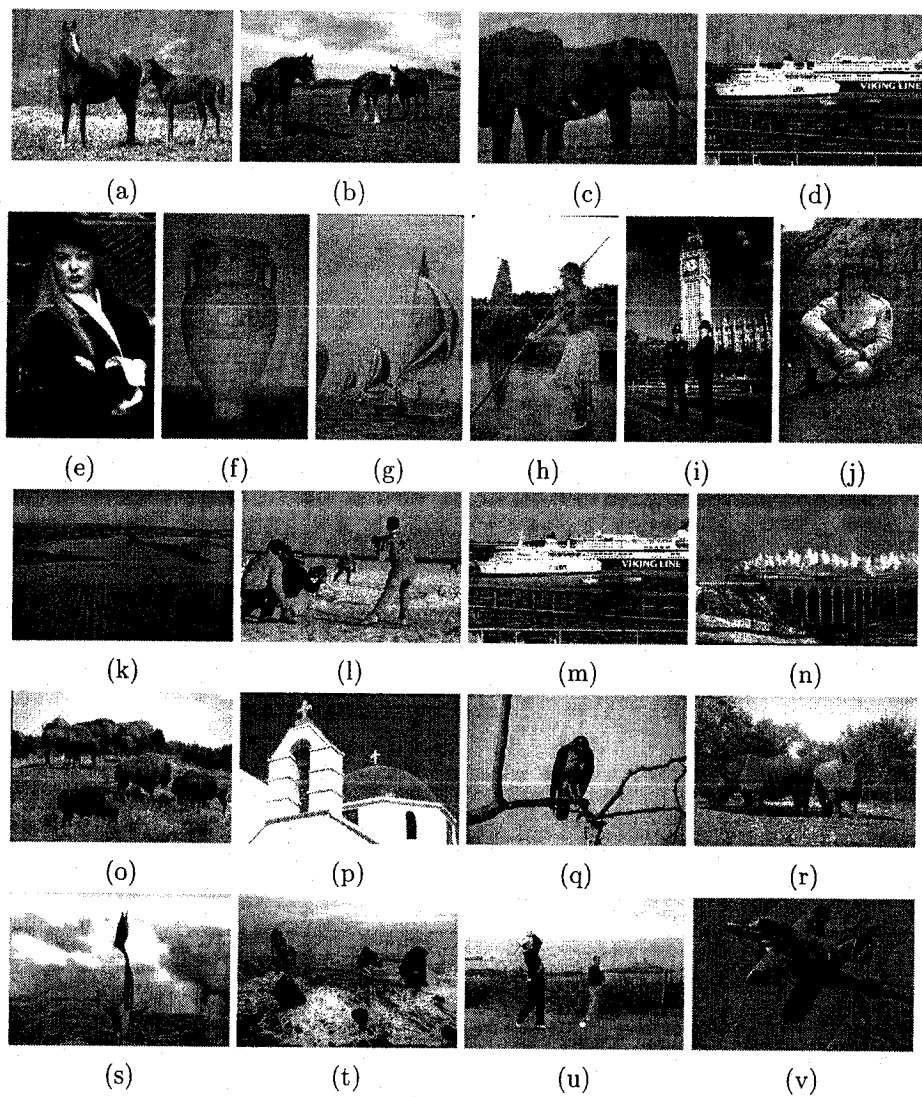 VIKING LINE
(a) (b) (c) (d)
(e) (f) (g) (h) (i) (j)
VIKING LINE
(k) (l) (m) (n)
(o) (p) (q) (r)
(s) (t) (u) (v)